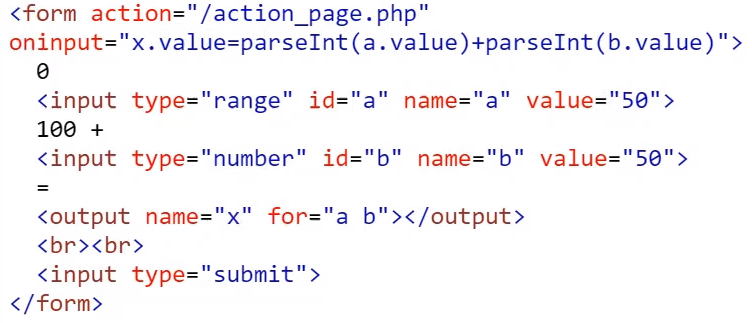 <form action="/action_page.php"
oninput="x.value=parseInt(a.value)+parseInt(b.value)">
0
<input type="range" id="a" name="a" value="50">
100 +
<input type="number" id="b" name="b" value="50">
=
<output name="x" for="a b"></output>
<br><br>
<input type="submit">
</form>